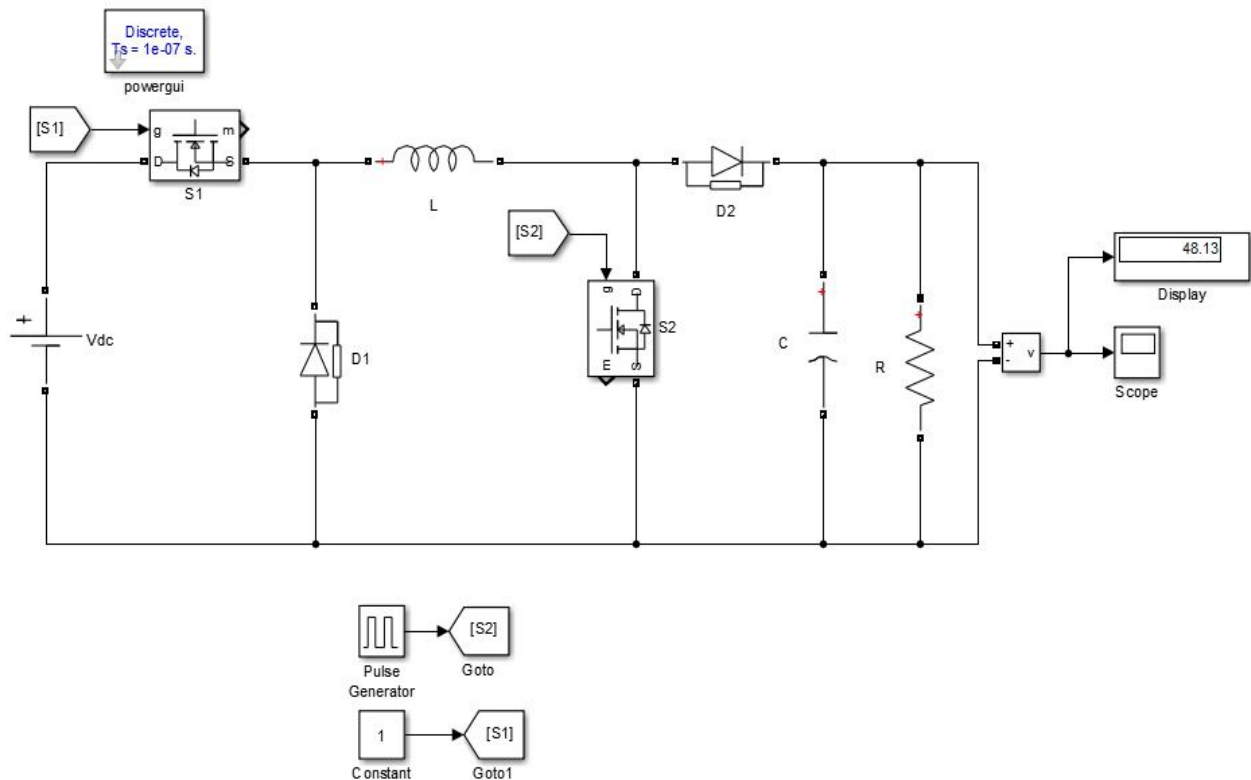 Discrete,
Ts = 1e-07 s.
powergui
[S1]
g
m
D
S
S1
L
D2
[S2]
g
D
m
S
S2
+
Vdc
D1
C
R
+
-
v
48.13
Display
Scope
[S2]
Pulse
Generator
Goto
1
[S1]
Constant
Goto1